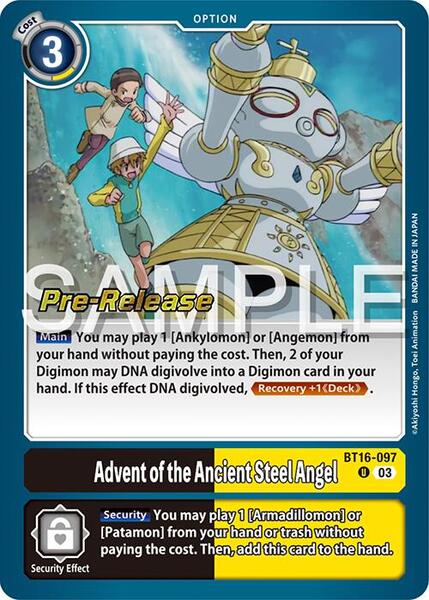 OPTION
Cost
3
SAMPLE
Pre-Release
Main You may play 1 [Ankylomon] or [Angemon] from
your hand without paying the cost. Then, 2 of your
Digimon may DNA digivolve into a Digimon card in your
hand. If this effect DNA digivolved, Recovery +1《Deck》.
©Akiyoshi Hongo, Toei Animation BANDAI MADE IN JAPAN
BT16-097
Advent of the Ancient Steel Angel
U 03
Security You may play 1 [Armadillomon] or
[Patamon] from your hand or trash without
paying the cost. Then, add this card to the hand.
Security Effect